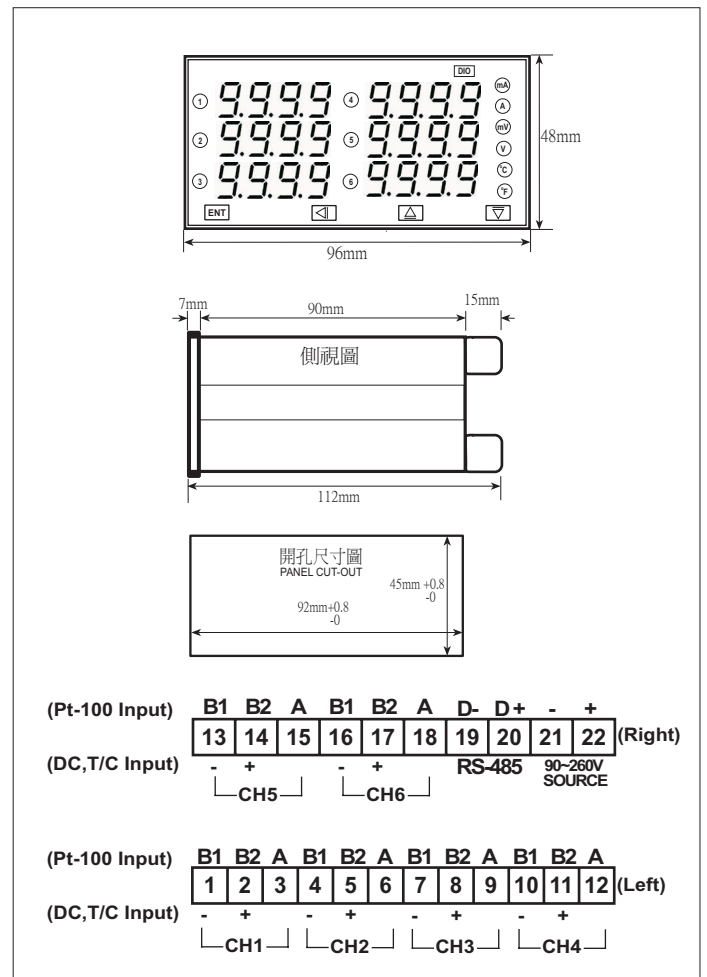 DIO
1 9.9.9.9 4 9.9.9.9 mA
A
2 9.9.9.9 5 9.9.9.9 mV
V
3 9.9.9.9 6 9.9.9.9 °C
°F
ENT
48mm
96mm
7mm 90mm 15mm
側視圖
112mm
開孔尺寸圖
PANEL CUT-OUT
45mm +0.8
-0
92mm+0.8
-0
(Pt-100 Input) B1 B2 A B1 B2 A D- D+ - +
13 14 15 16 17 18 19 20 21 22 (Right)
(DC,T/C Input) - + - + RS-485 90~260V
SOURCE
CH5 CH6
(Pt-100 Input) B1 B2 A B1 B2 A B1 B2 A B1 B2 A
1 2 3 4 5 6 7 8 9 10 11 12 (Left)
(DC,T/C Input) - + - + - + - +
CH1 CH2 CH3 CH4